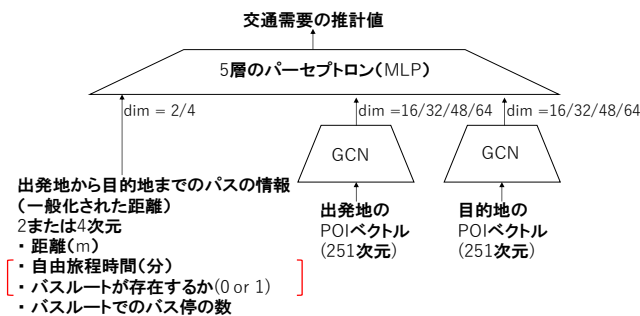 交通需要の推計値
5層のパーセプトロン(MLP)
dim = 2/4
dim =16/32/48/64
dim =16/32/48/64
GCN
GCN
出発地から目的地までのパスの情報
(一般化された距離)
2または4次元
・距離(m)
・自由旅程時間(分)
・バスルートが存在するか(0 or 1)
・バスルートでのバス停の数
出発地の
POIベクトル
(251次元)
目的地の
POIベクトル
(251次元)